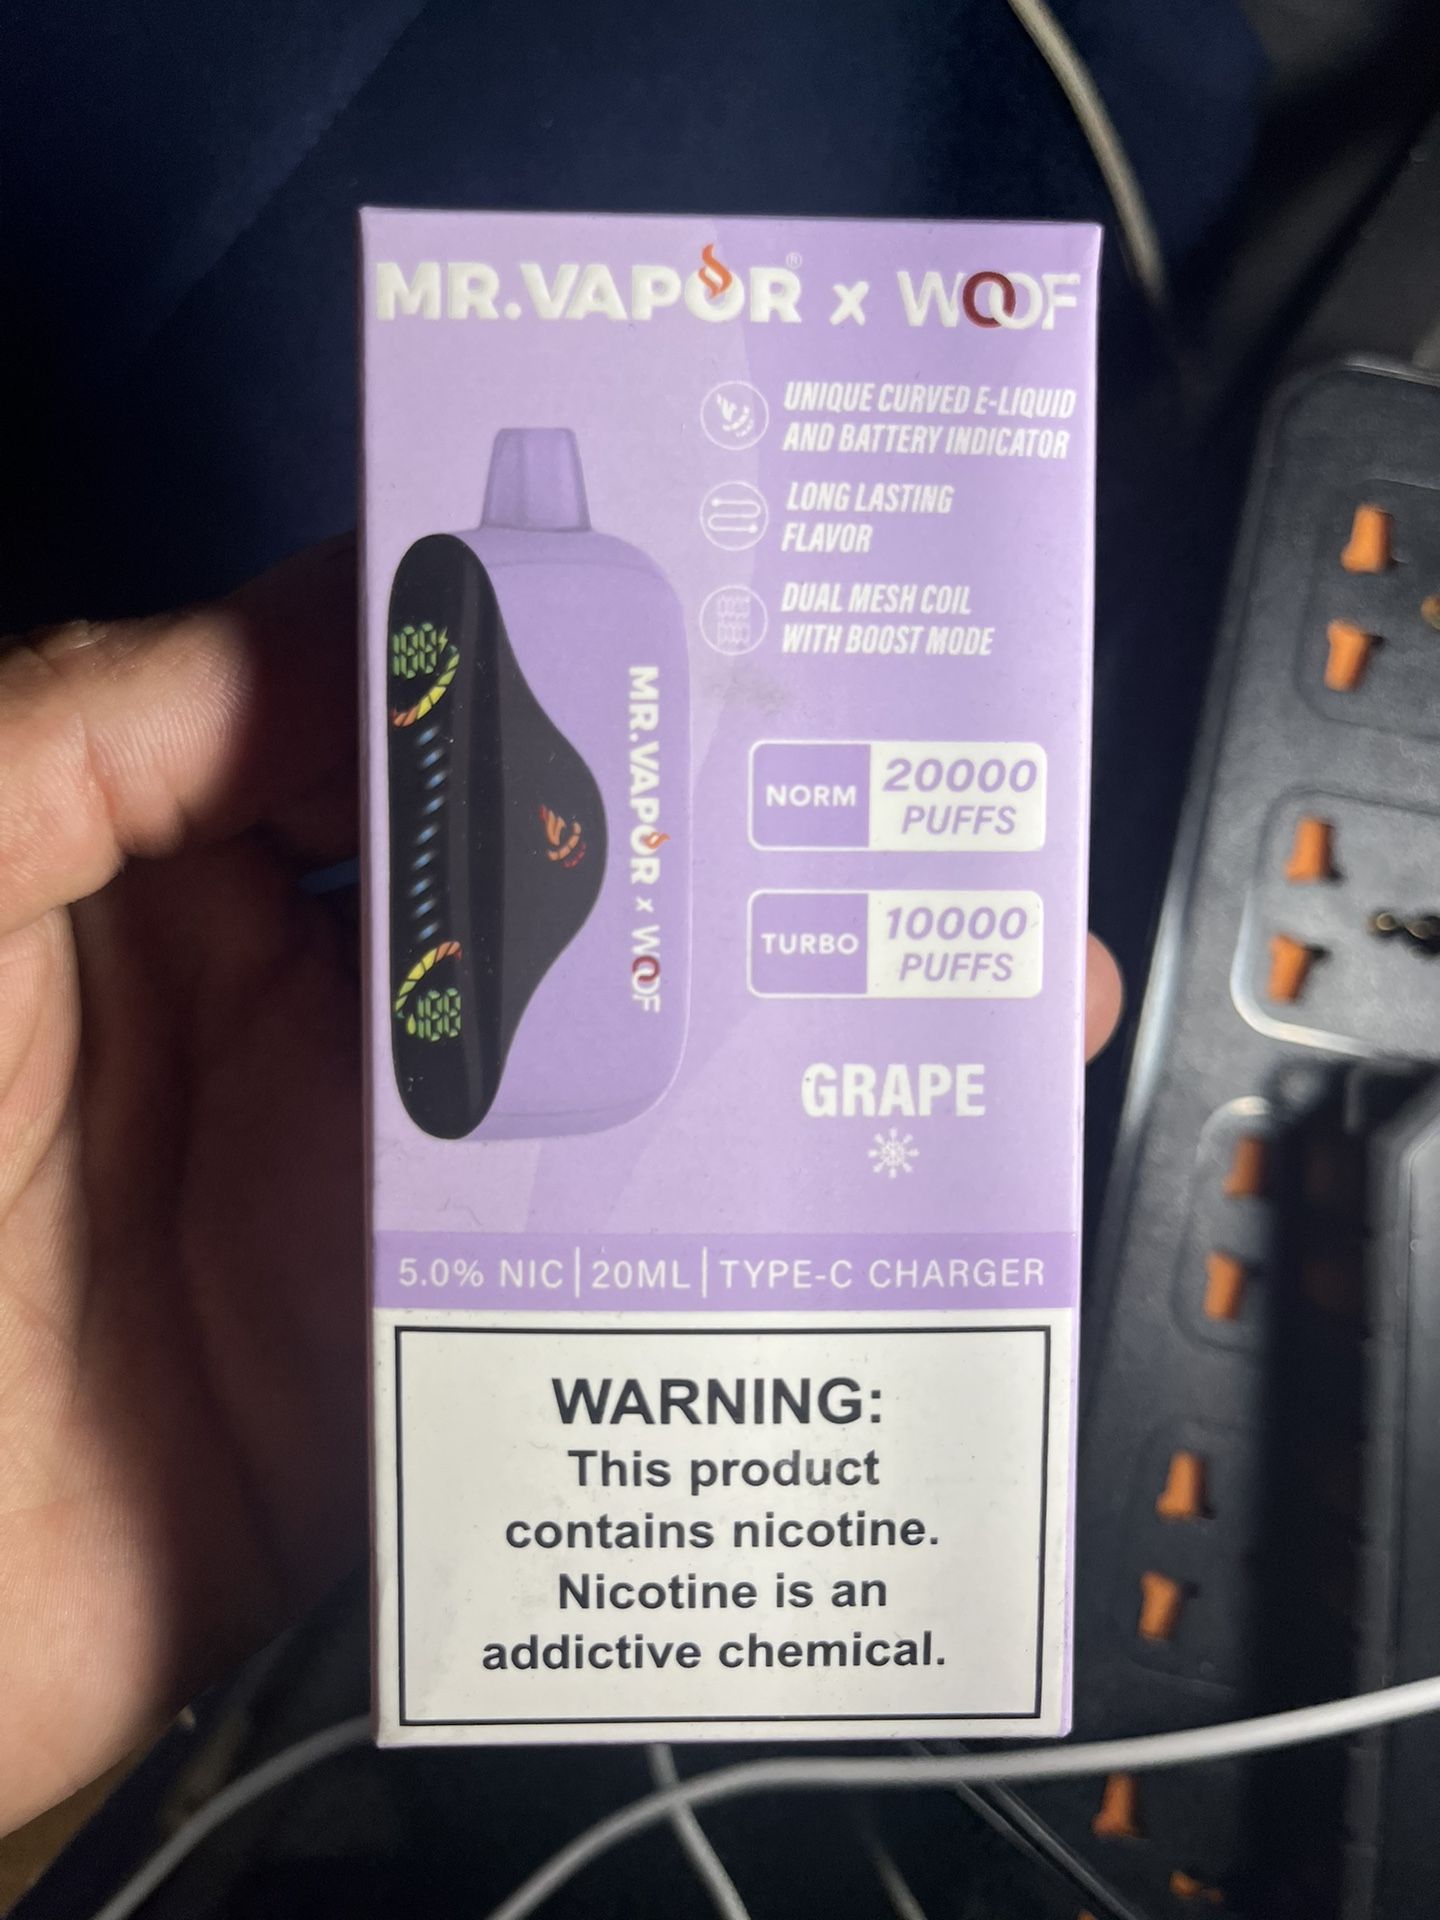 MR.VAPOR® x WOOF
UNIQUE CURVED E-LIQUID
AND BATTERY INDICATOR
LONG LASTING
FLAVOR
DUAL MESH COIL
WITH BOOST MODE
188
MR.VAPOR x WOOF
188
NORM
20000
PUFFS
TURBO
10000
PUFFS
GRAPE
5.0% NIC|20ML|TYPE-C CHARGER
WARNING:
This product
contains nicotine.
Nicotine is an
addictive chemical.